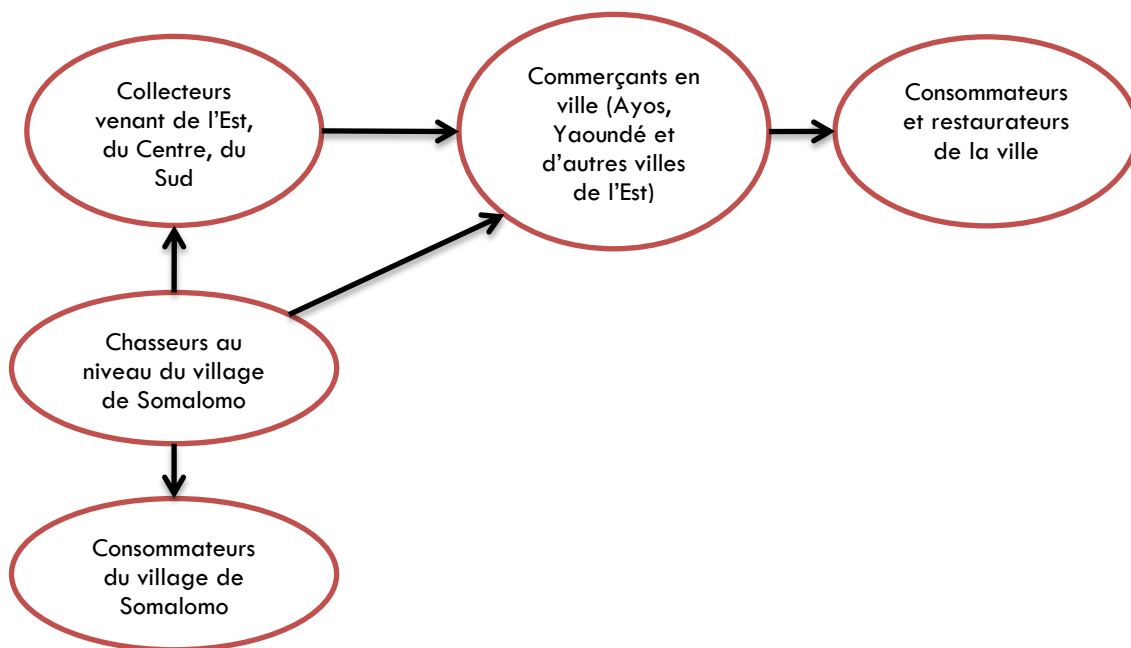 Collecteurs
venant de l’Est,
du Centre, du
Sud
Commerçants en
ville (Ayos,
Yaoundé et
d’autres villes
de l’Est)
Consommateurs
et restaurateurs
de la ville
Chasseurs au
niveau du village
de Somalomo
Consommateurs
du village de
Somalomo